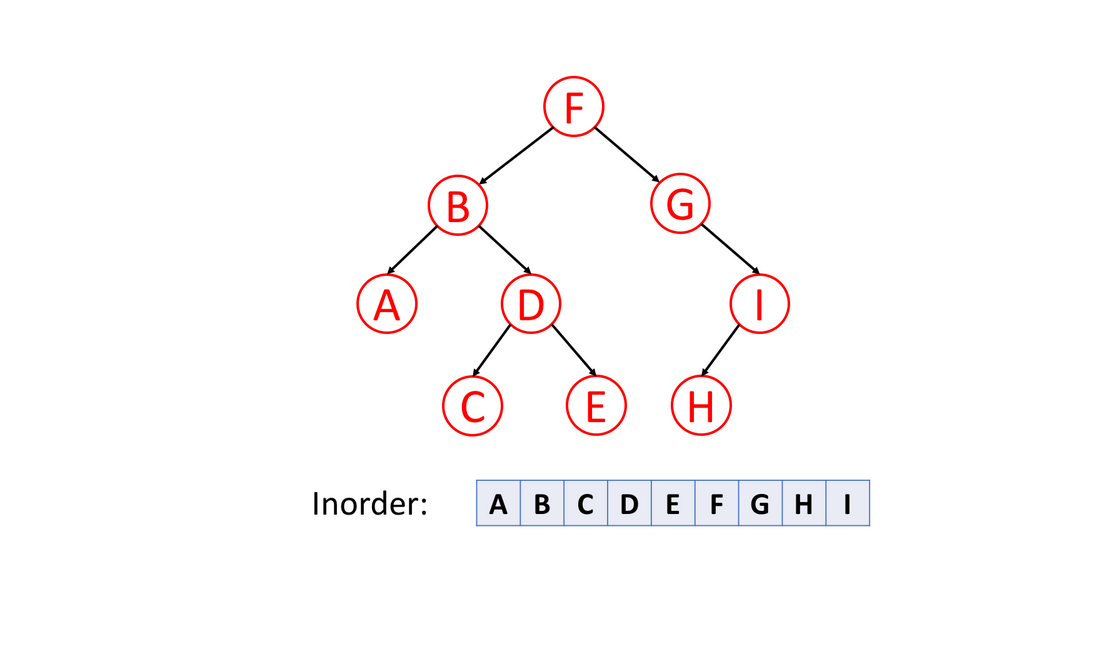 F
B G
A D I
C E H
Inorder: A B C D E F G H I